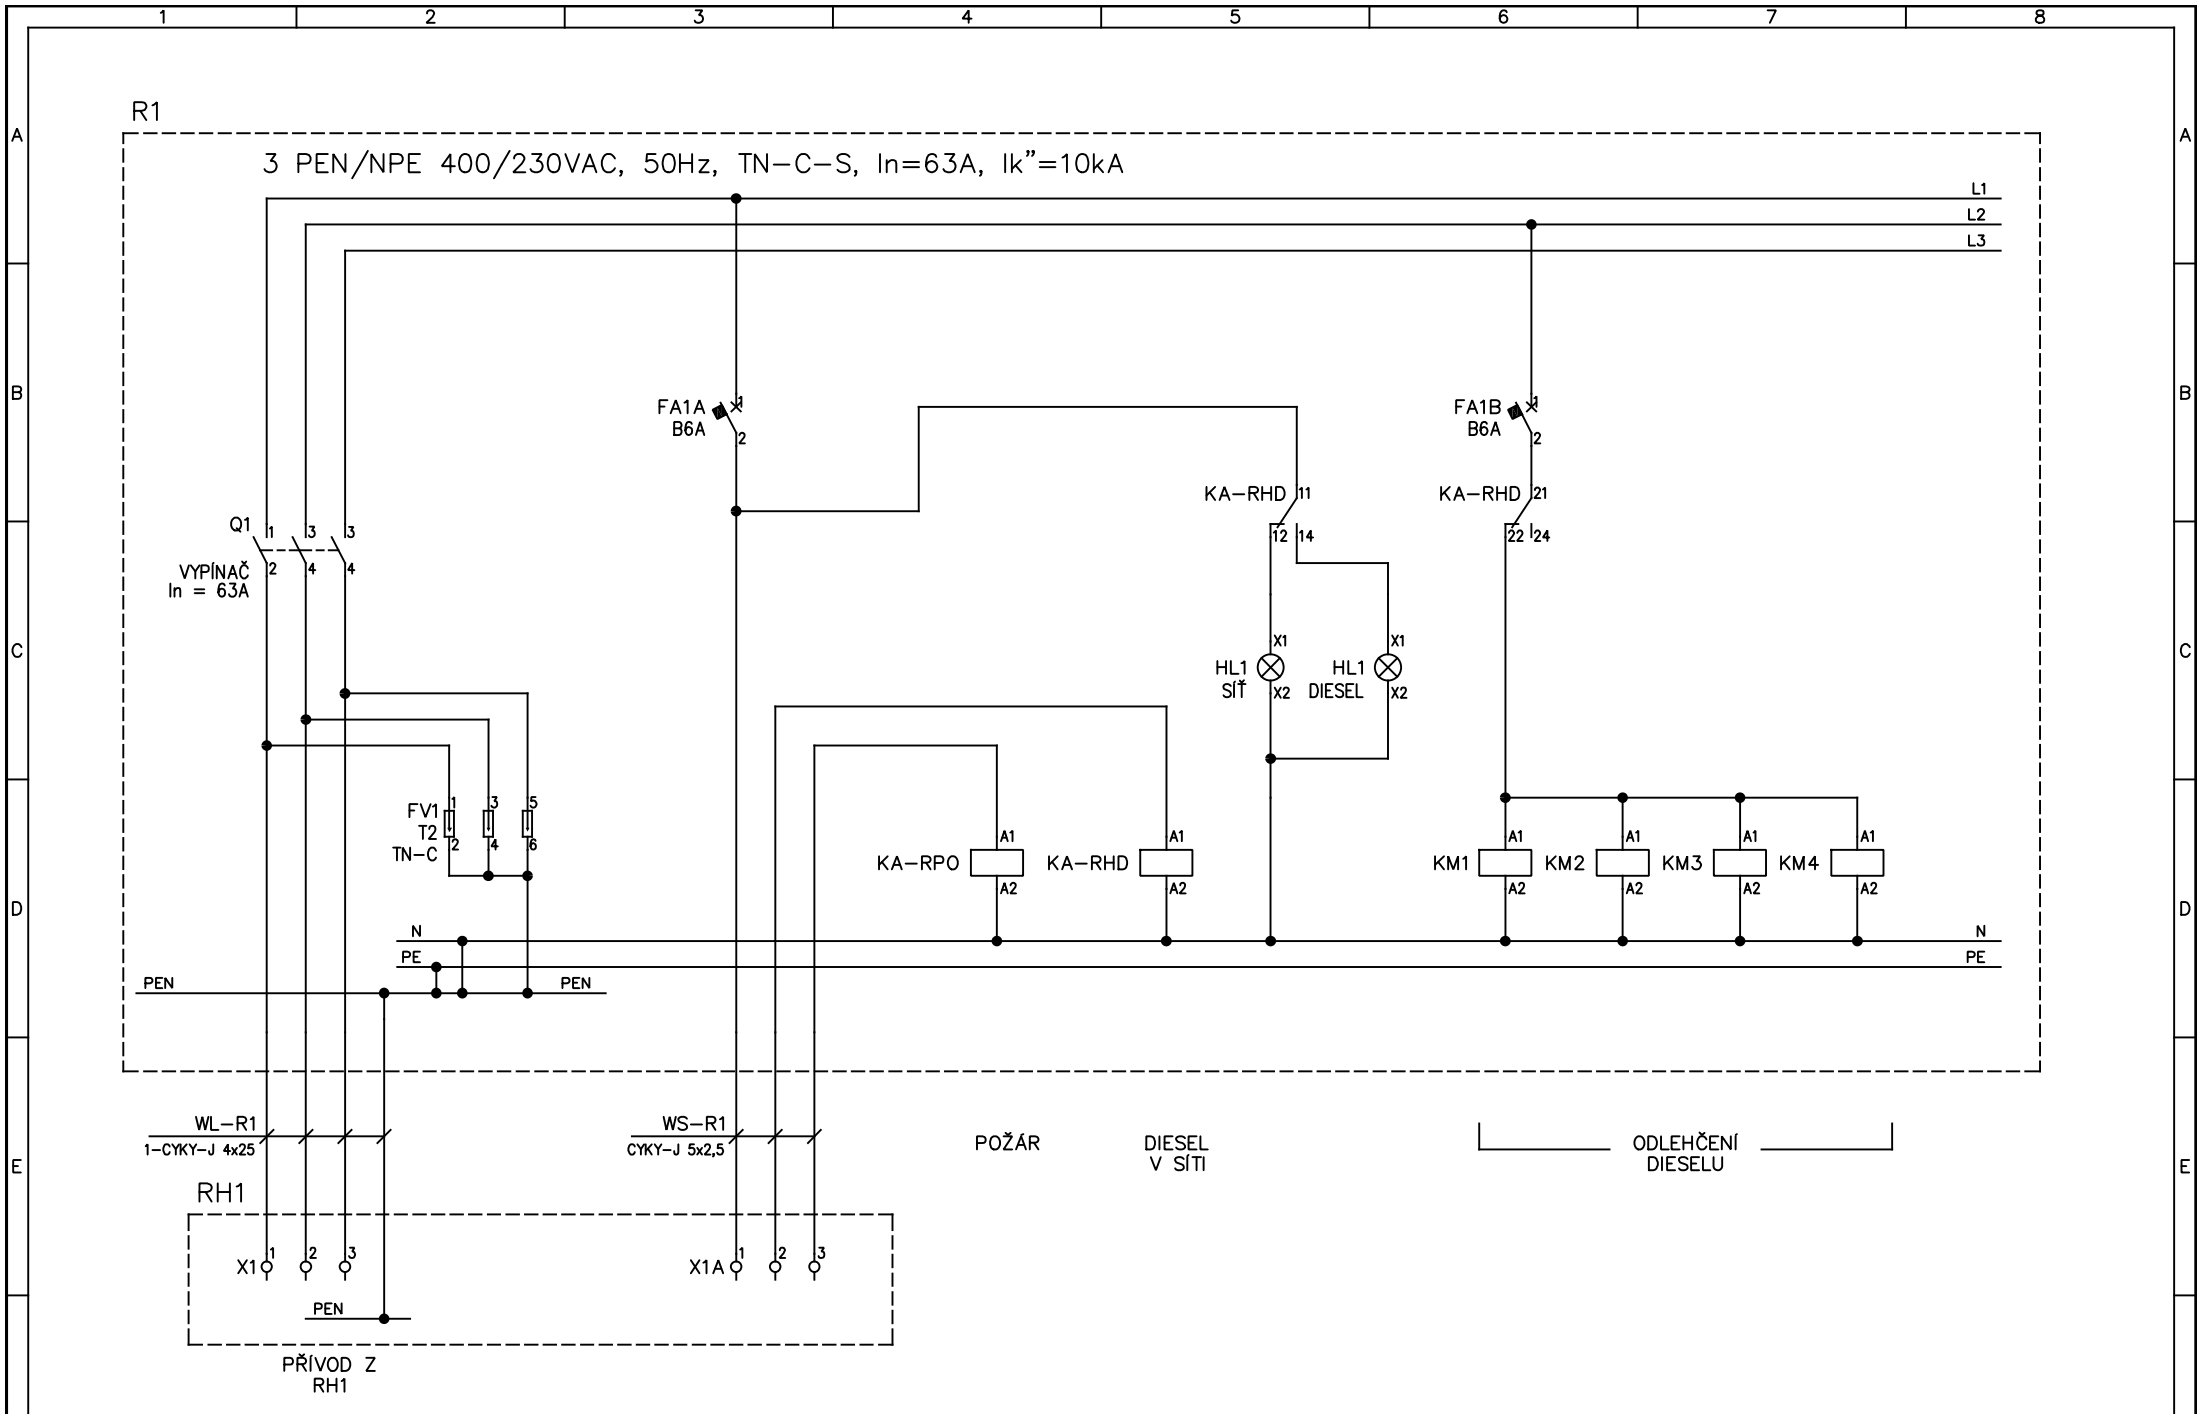 1 2 3 4 5 6 7 8
R1
A A
3 PEN/NPE 400/230VAC, 50Hz, TN-C-S, In=63A, Ik”=10kA
L1
L2
L3
B B
FA1A 1
B6A 2
FA1B 1
B6A 2
KA-RHD 11
12 14
KA-RHD 21
22 24
Q1 1 3 3
2 4 4
VYPÍNAČ
In = 63A
C C
X1 X1
HL1 HL1
SÍŤ X2 DIESEL X2
FV1 1 3 5
T2
TN-C 2 4 6
A1 A1 A1 A1 A1 A1
KA-RPO KA-RHD KM1 KM2 KM3 KM4
A2 A2 A2 A2 A2 A2
D D
N N
PE PE
PEN PEN
WL-R1
1-CYKY-J 4x25
WS-R1
CYKY-J 5x2,5
POŽÁR
DIESEL
V SÍTI
ODLEHČENÍ
DIESELU
E E
RH1
X1 1 2 3
X1A 1 2 3
PEN
PŘÍVOD Z
RH1